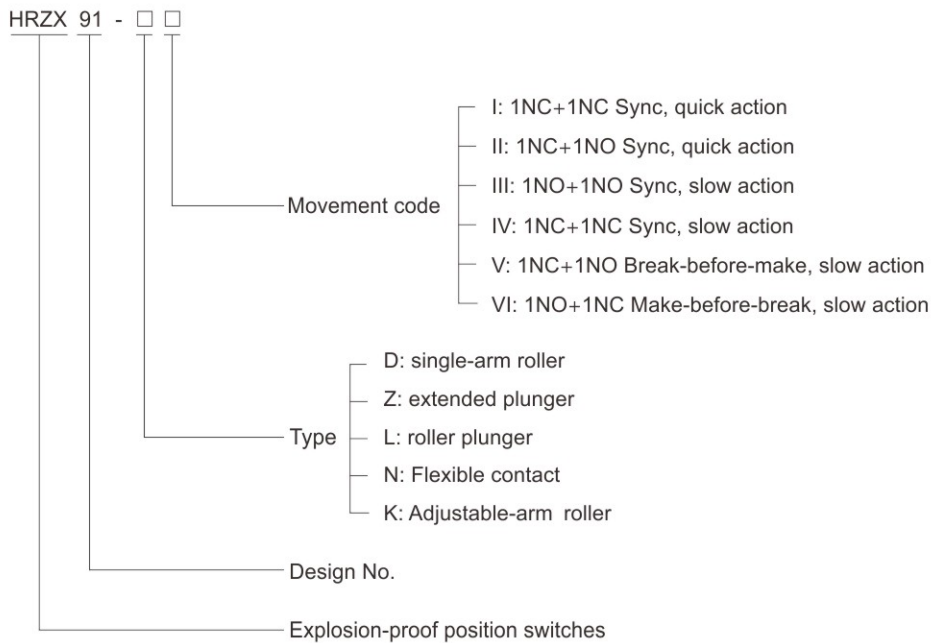 HRZX 91 - □ □
I: 1NC+1NC Sync, quick action
II: 1NC+1NO Sync, quick action
III: 1NO+1NO Sync, slow action
Movement code
IV: 1NC+1NC Sync, slow action
V: 1NC+1NO Break-before-make, slow action
VI: 1NO+1NC Make-before-break, slow action
D: single-arm roller
Z: extended plunger
Type
L: roller plunger
N: Flexible contact
K: Adjustable-arm roller
Design No.
Explosion-proof position switches